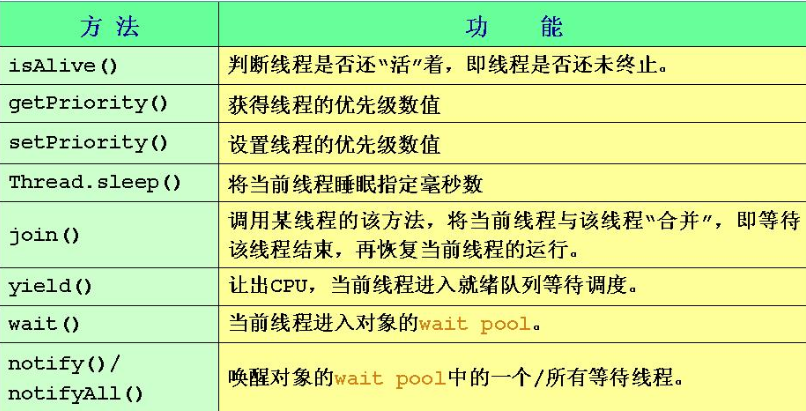 方 法 功 能
isAlive() 判断线程是否还“活”着，即线程是否还未终止。
getPriority() 获得线程的优先级数值
setPriority() 设置线程的优先级数值
Thread.sleep() 将当前线程睡眠指定毫秒数
join() 调用某线程的该方法，将当前线程与该线程“合并”，即等待
该线程结束，再恢复当前线程的运行。
yield() 让出CPU，当前线程进入就绪队列等待调度。
wait() 当前线程进入对象的wait pool。
notify()/
notifyAll() 唤醒对象的wait pool中的一个/所有等待线程。